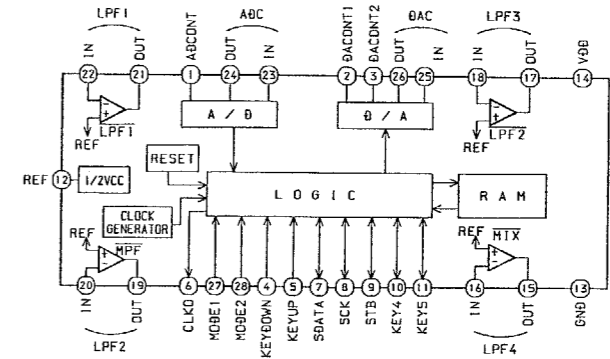 LPF1 ADC DAC LPF3
IN OUT ADCONT OUT IN DACONT1 DACONT2 OUT IN IN OUT VDD
22 21 1 24 23 2 3 26 25 18 17 14
A / D D / A
LPF1 LPF2
REF REF
RESET
REF 12 1/2VCC
LOGIC RAM
CLOCK GENERATOR
REF MPF REF MIX
20 19 6 27 28 4 5 7 8 9 10 11 16 15 13
IN OUT CLKO MODE1 MODE2 KEYDOWN KEYUP SDATA SCK STB KEY4 KEY5 IN OUT GND
LPF2 LPF4